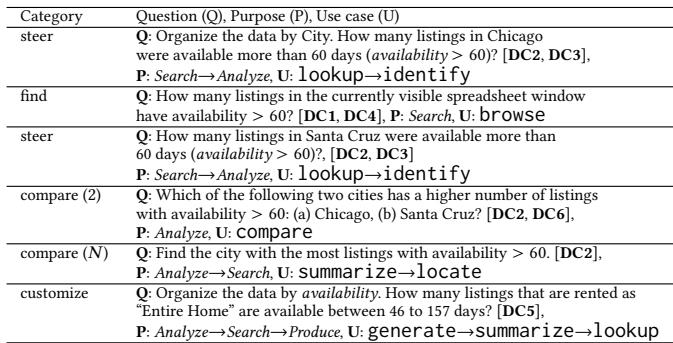 Category Question (Q), Purpose (P), Use case (U)
steer Q: Organize the data by City. How many listings in Chicago
were available more than 60 days (availability > 60)? [DC2, DC3],
P: Search→Analyze, U: lookup→identify
find Q: How many listings in the currently visible spreadsheet window
have availability > 60? [DC1, DC4], P: Search, U: browse
steer Q: How many listings in Santa Cruz were available more than
60 days (availability > 60)?, [DC2, DC3]
P: Search→Analyze, U: lookup→identify
compare (2) Q: Which of the following two cities has a higher number of listings
with availability > 60: (a) Chicago, (b) Santa Cruz? [DC2, DC6],
P: Analyze, U: compare
compare (N) Q: Find the city with the most listings with availability > 60. [DC2],
P: Analyze→Search, U: summarize→locate
customize Q: Organize the data by availability. How many listings that are rented as
“Entire Home” are available between 46 to 157 days? [DC5],
P: Analyze→Search→Produce, U: generate→summarize→lookup